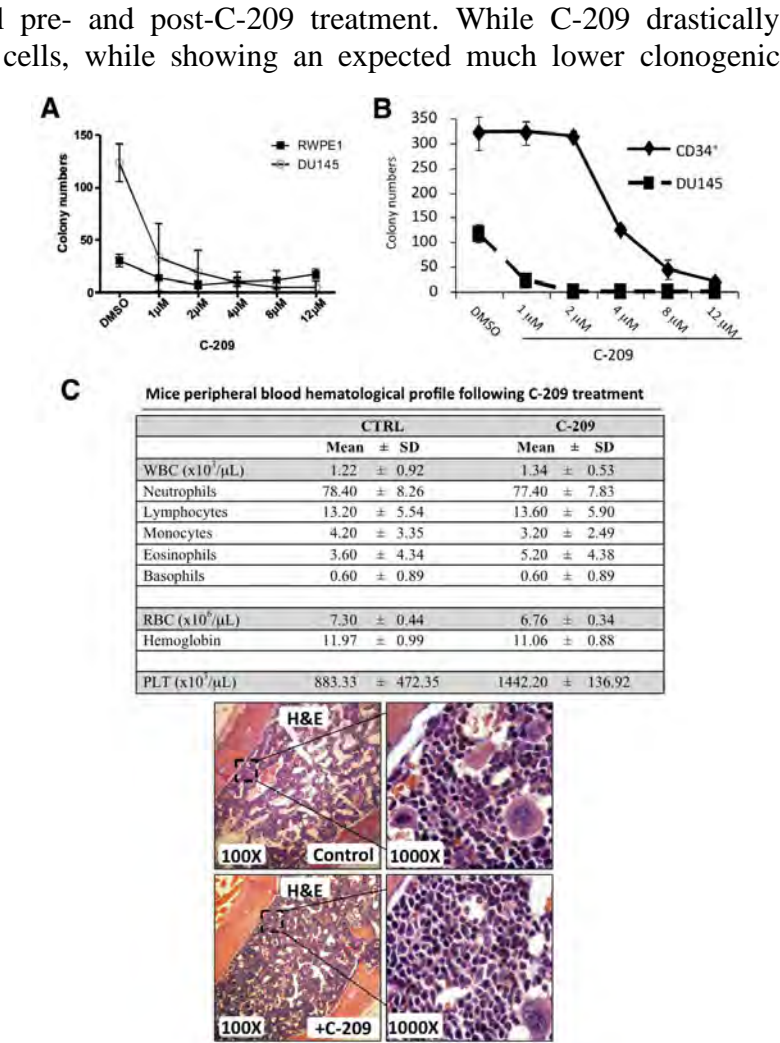 l pre- and post-C-209 treatment. While C-209 drastically
cells, while showing an expected much lower clonogenic
A
Colony numbers
150
100
50
0
RWPE1
DU145
DMSO
1μM
2μM
4μM
8μM
12μM
C-209
B
Colony numbers
350
300
250
200
150
100
50
0
CD34+
DU145
DMSO
1 μM
2 μM
4 μM
8 μM
12 μM
C-209
C
Mice peripheral blood hematological profile following C-209 treatment
CTRL C-209
Mean ± SD Mean ± SD
WBC (x10³/μL) 1.22 ± 0.92 1.34 ± 0.53
Neutrophils 78.40 ± 8.26 77.40 ± 7.83
Lymphocytes 13.20 ± 5.54 13.60 ± 5.90
Monocytes 4.20 ± 3.35 3.20 ± 2.49
Eosinophils 3.60 ± 4.34 5.20 ± 4.38
Basophils 0.60 ± 0.89 0.60 ± 0.89
RBC (x10⁶/μL) 7.30 ± 0.44 6.76 ± 0.34
Hemoglobin 11.97 ± 0.99 11.06 ± 0.88
PLT (x10³/μL) 883.33 ± 472.35 1442.20 ± 136.92
H&E
100X Control 1000X
H&E
100X +C-209 1000X